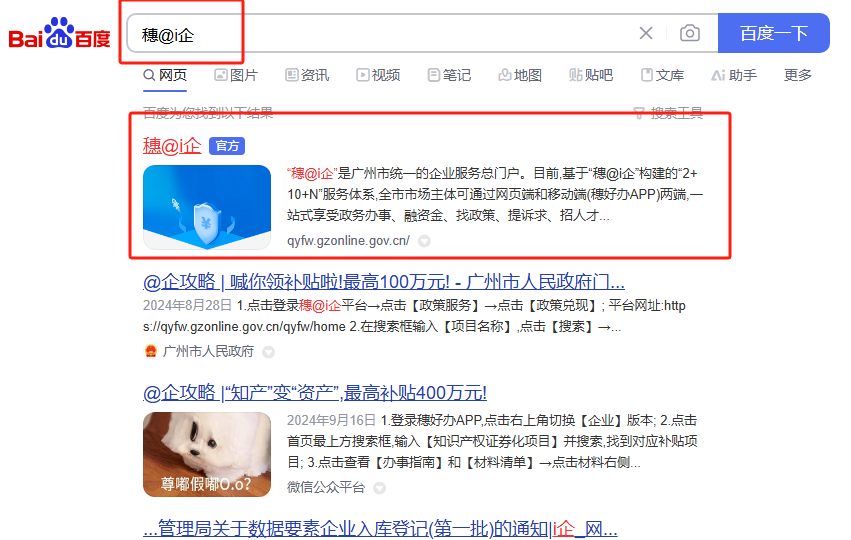 Bai du 百度
穗@i企
百度一下
网页 图片 资讯 视频 笔记 地图 贴吧 文库 Ai 助手 更多
百度为您找到以下结果
搜索工具
穗@i企 官方
“穗@i企”是广州市统一的企业服务总门户。目前,基于“穗@i企”构建的“2+
10+N”服务体系,全市市场主体可通过网页端和移动端(穗好办APP)两端,一
站式享受政务办事、融资金、找政策、提诉求、招人才...
qyfw.gzonline.gov.cn/
@企攻略 | 喊你领补贴啦!最高100万元! - 广州市人民政府门...
2024年8月28日 1.点击登录穗@i企平台→点击【政策服务】→点击【政策兑现】; 平台网址:http
s://qyfw.gzonline.gov.cn/qyfw/home 2.在搜索框输入【项目名称】,点击【搜索】→...
广州市人民政府
@企攻略 |“知产”变“资产”,最高补贴400万元!
2024年9月16日 1.登录穗好办APP,点击右上角切换【企业】版本; 2.点击
首页最上方搜索框,输入【知识产权证券化项目】并搜索,找到对应补贴项
目; 3.点击查看【办事指南】和【材料清单】→点击材料右侧...
尊嘟假嘟O.o?
微信公众平台
...管理局关于数据要素企业入库登记(第一批)的通知|i企_网...